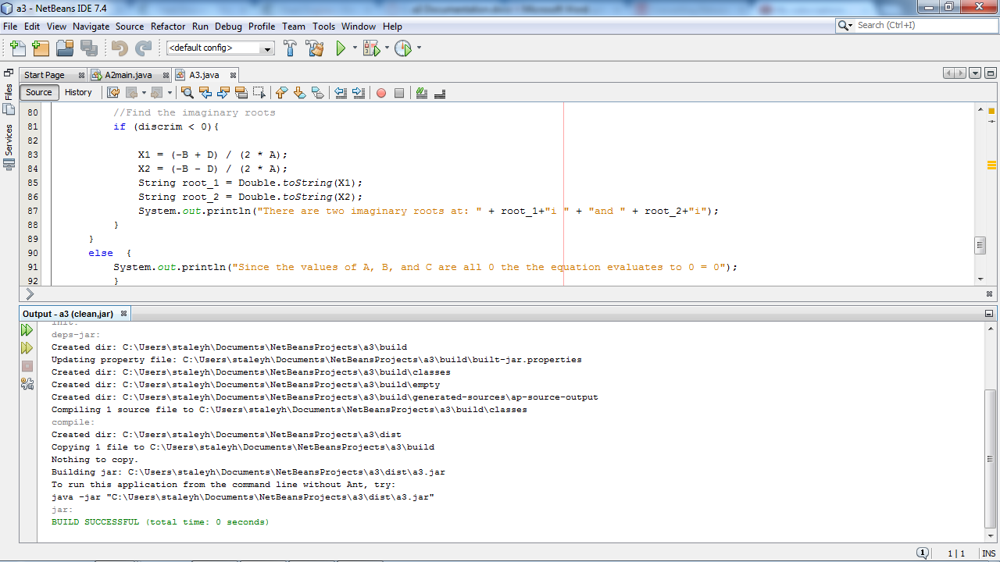 a3 - NetBeans IDE 7.4
File Edit View Navigate Source Refactor Run Debug Profile Team Tools Window Help
Search (Ctrl+I)
<default config>
Files
Services
Start Page A2main.java A3.java
Source History
80 //Find the imaginary roots
81 if (discrim < 0){
82
83 X1 = (-B + D) / (2 * A);
84 X2 = (-B - D) / (2 * A);
85 String root_1 = Double.toString(X1);
86 String root_2 = Double.toString(X2);
87 System.out.println("There are two imaginary roots at: " + root_1+"i " + "and " + root_2+"i");
88 }
89 }
90 else {
91 System.out.println("Since the values of A, B, and C are all 0 the the equation evaluates to 0 = 0");
92 }
Output - a3 (clean,jar)
init:
deps-jar:
Created dir: C:\Users\staleyh\Documents\NetBeansProjects\a3\build
Updating property file: C:\Users\staleyh\Documents\NetBeansProjects\a3\build\built-jar.properties
Created dir: C:\Users\staleyh\Documents\NetBeansProjects\a3\build\classes
Created dir: C:\Users\staleyh\Documents\NetBeansProjects\a3\build\empty
Created dir: C:\Users\staleyh\Documents\NetBeansProjects\a3\build\generated-sources\ap-source-output
Compiling 1 source file to C:\Users\staleyh\Documents\NetBeansProjects\a3\build\classes
compile:
Created dir: C:\Users\staleyh\Documents\NetBeansProjects\a3\dist
Copying 1 file to C:\Users\staleyh\Documents\NetBeansProjects\a3\build
Nothing to copy.
Building jar: C:\Users\staleyh\Documents\NetBeansProjects\a3\dist\a3.jar
To run this application from the command line without Ant, try:
java -jar "C:\Users\staleyh\Documents\NetBeansProjects\a3\dist\a3.jar"
jar:
BUILD SUCCESSFUL (total time: 0 seconds)
1 1 | 1 INS